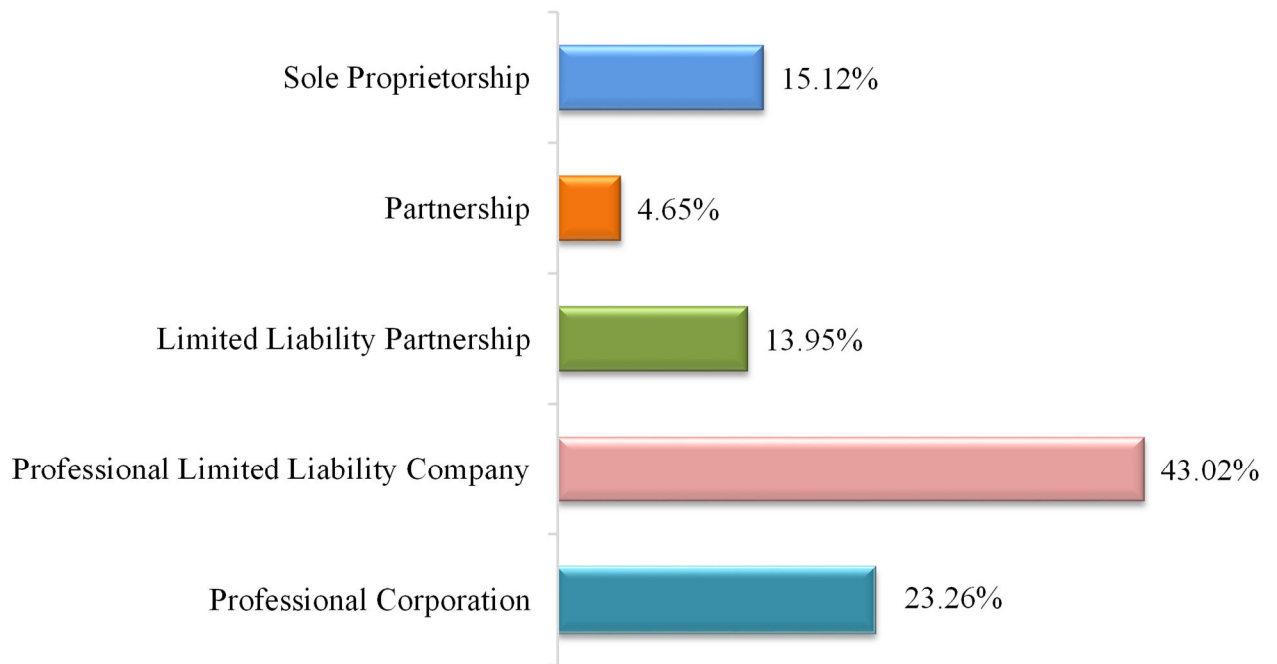 Sole Proprietorship 15.12%
Partnership 4.65%
Limited Liability Partnership 13.95%
Professional Limited Liability Company 43.02%
Professional Corporation 23.26%